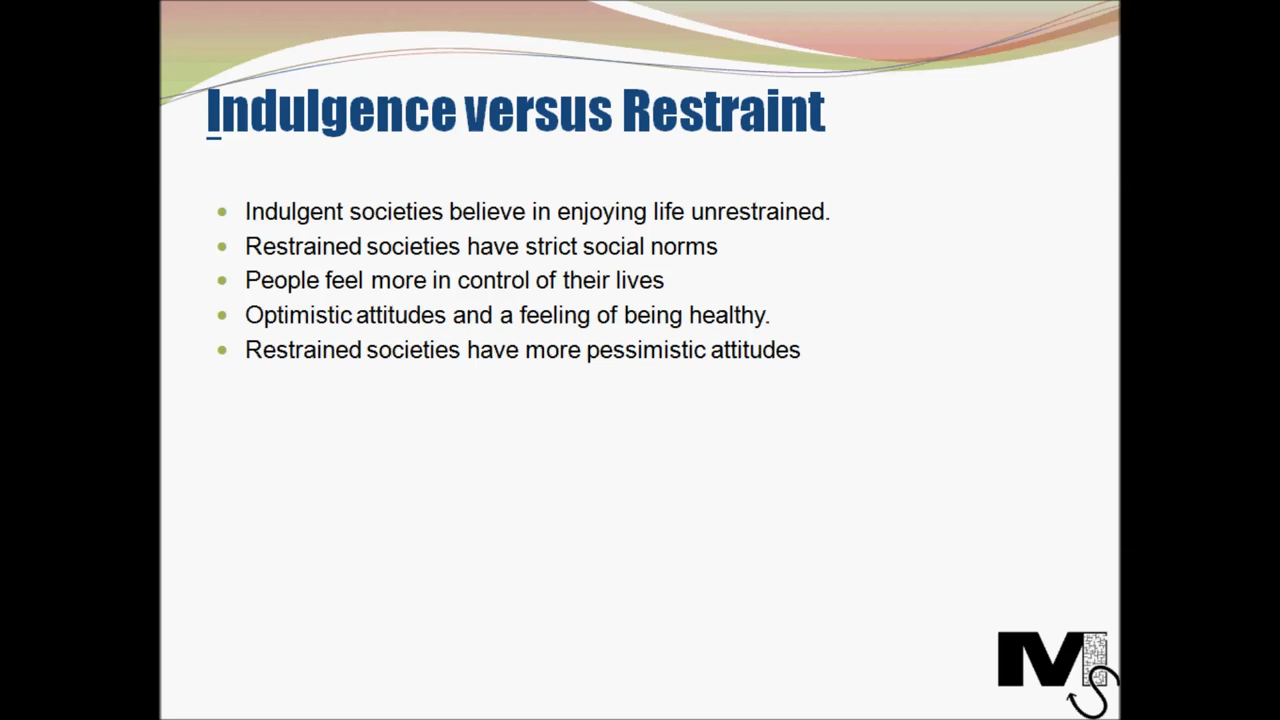 Indulgence versus Restraint
Indulgent societies believe in enjoying life unrestrained.
Restrained societies have strict social norms
People feel more in control of their lives
Optimistic attitudes and a feeling of being healthy.
Restrained societies have more pessimistic attitudes
MS